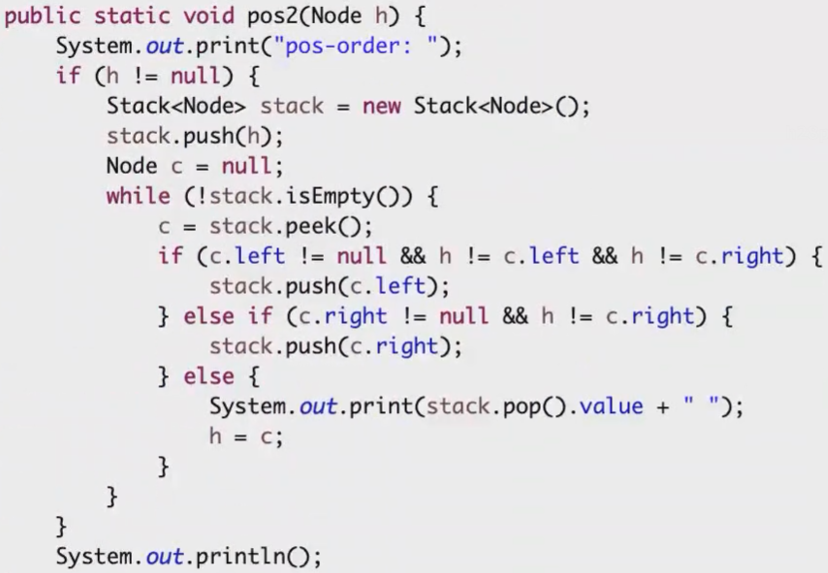 public static void pos2(Node h) {
    System.out.print("pos-order: ");
    if (h != null) {
        Stack<Node> stack = new Stack<Node>();
        stack.push(h);
        Node c = null;
        while (!stack.isEmpty()) {
            c = stack.peek();
            if (c.left != null && h != c.left && h != c.right) {
                stack.push(c.left);
            } else if (c.right != null && h != c.right) {
                stack.push(c.right);
            } else {
                System.out.print(stack.pop().value + " ");
                h = c;
            }
        }
    }
    System.out.println();